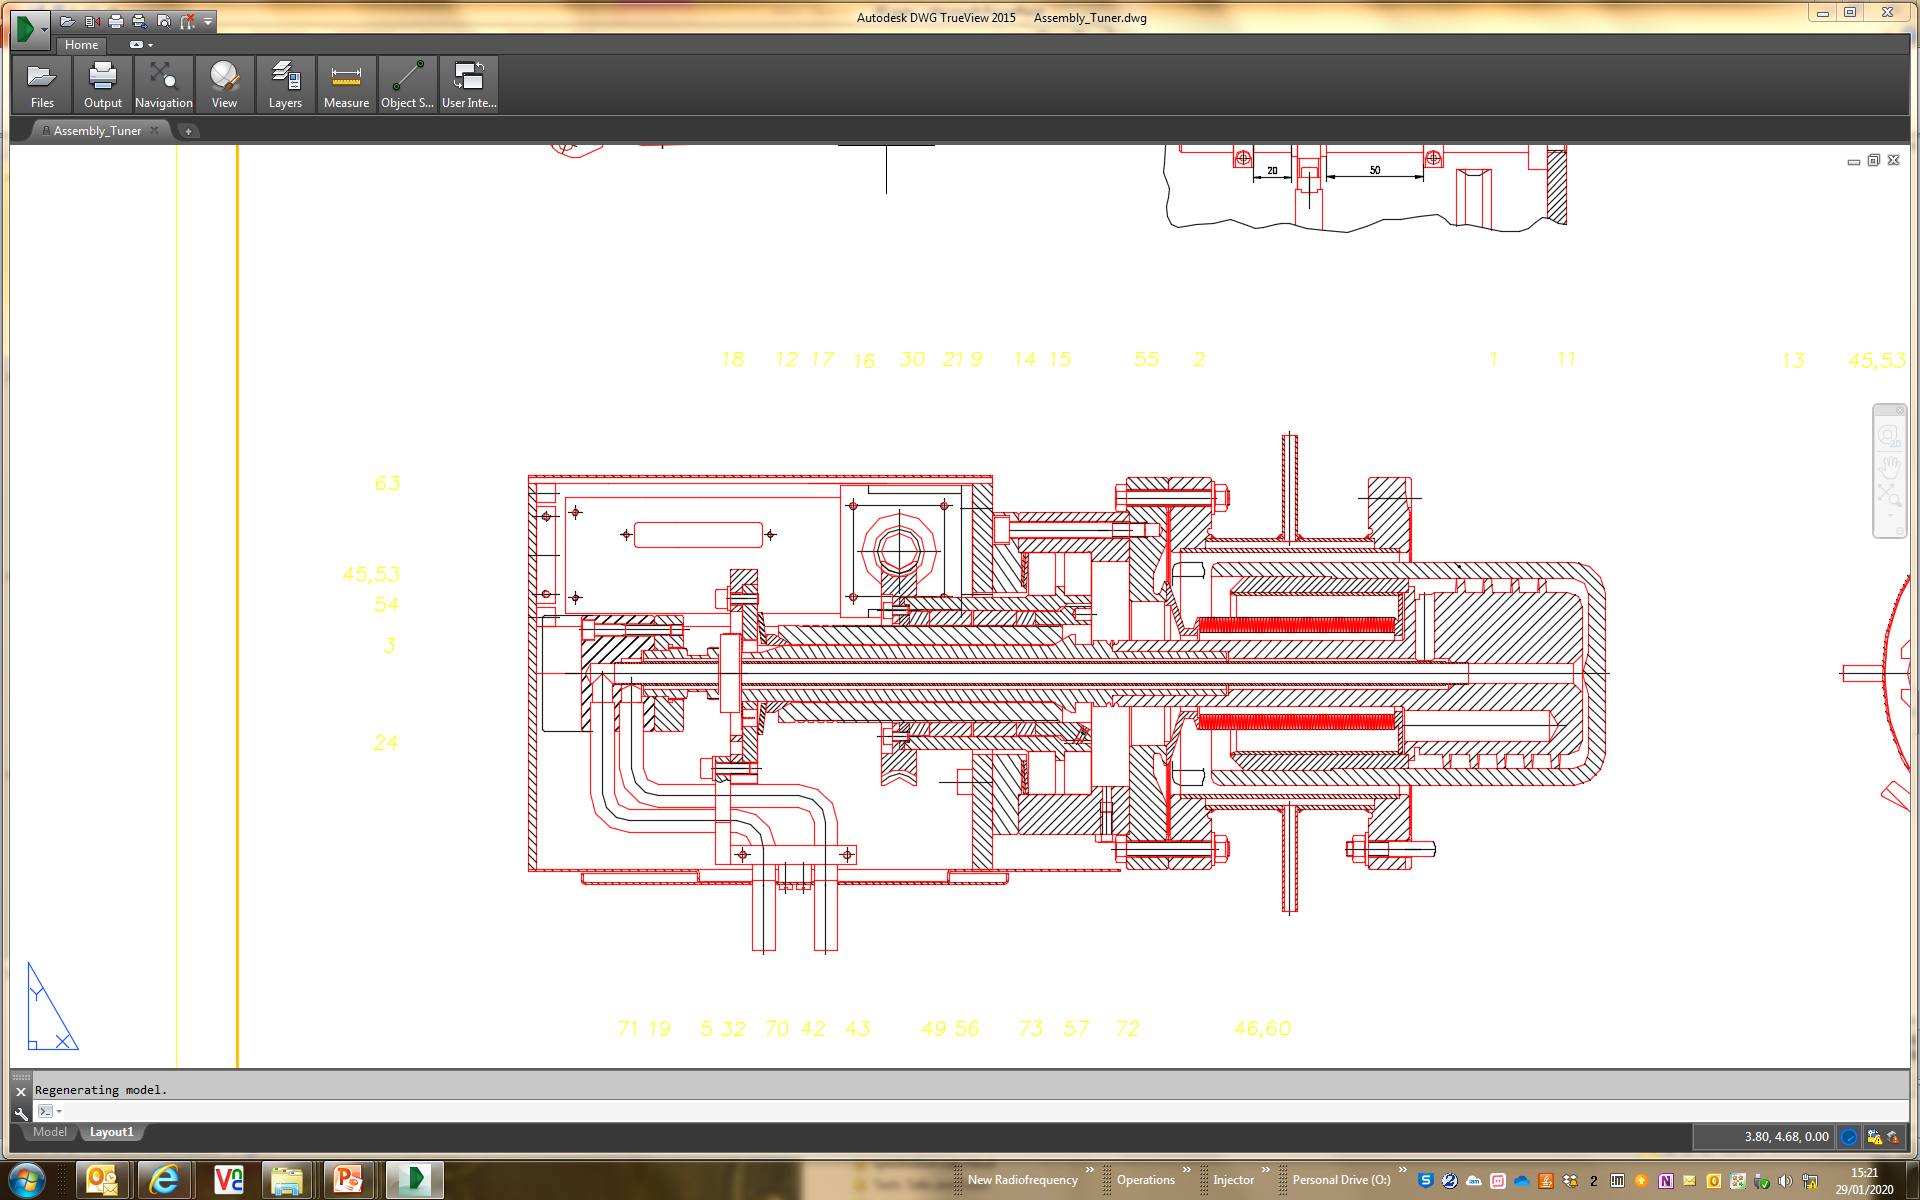 Autodesk DWG TrueView 2015 Assembly_Tuner.dwg
Home
Files Output Navigation View Layers Measure Object S... User Inte...
Assembly_Tuner
20 50
18 12 17 16 30 21 9 14 15 55 2 1 11 13 45,53
63
45,53
54
3
24
71 19 5 32 70 42 43 49 56 73 57 72 46,60
Y
X
Regenerating model.
Model Layout1
3.80, 4.68, 0.00
New Radiofrequency » Operations » Injector » Personal Drive (O:) » 2
15:21
29/01/2020